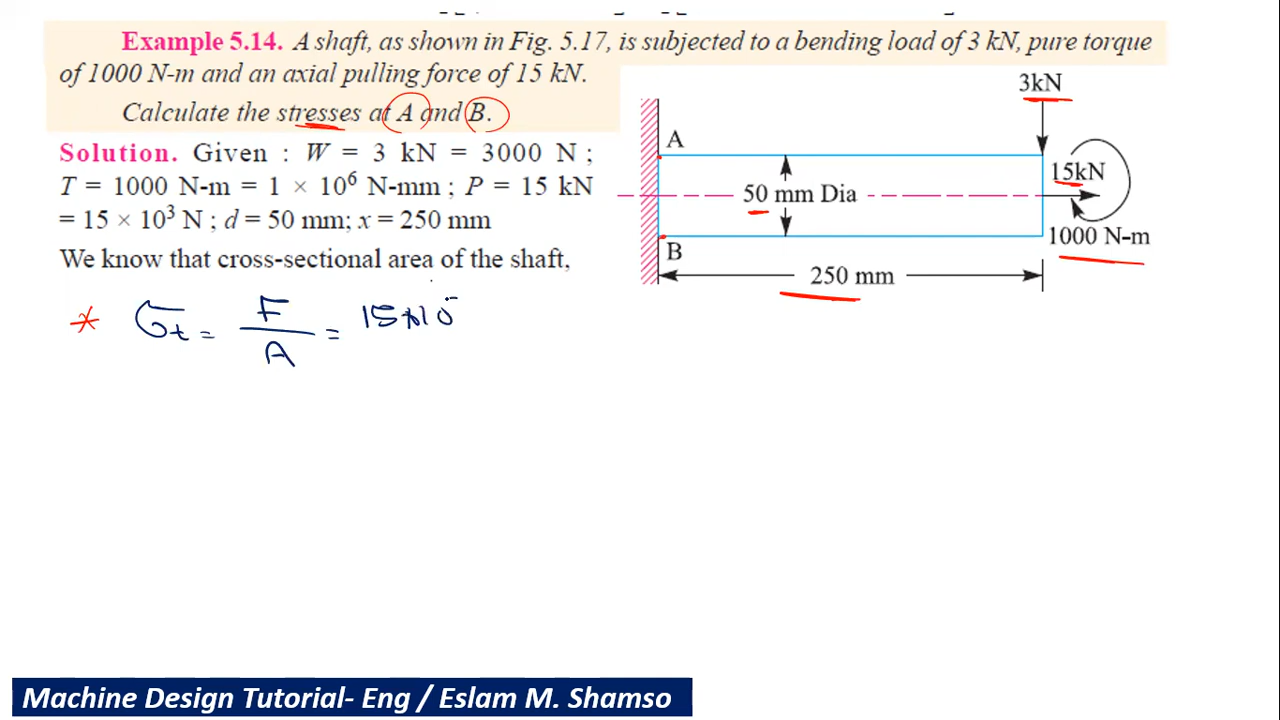 Example 5.14. A shaft, as shown in Fig. 5.17, is subjected to a bending load of 3 kN, pure torque
of 1000 N-m and an axial pulling force of 15 kN.
Calculate the stresses at A and B.
Solution. Given : W = 3 kN = 3000 N ;
T = 1000 N-m = 1 × 10⁶ N-mm ; P = 15 kN
= 15 × 10³ N ; d = 50 mm; x = 250 mm
We know that cross-sectional area of the shaft,
* σt = F/A = 15×10
3kN
A
15kN
50 mm Dia
1000 N-m
B
250 mm
Machine Design Tutorial- Eng / Eslam M. Shamso